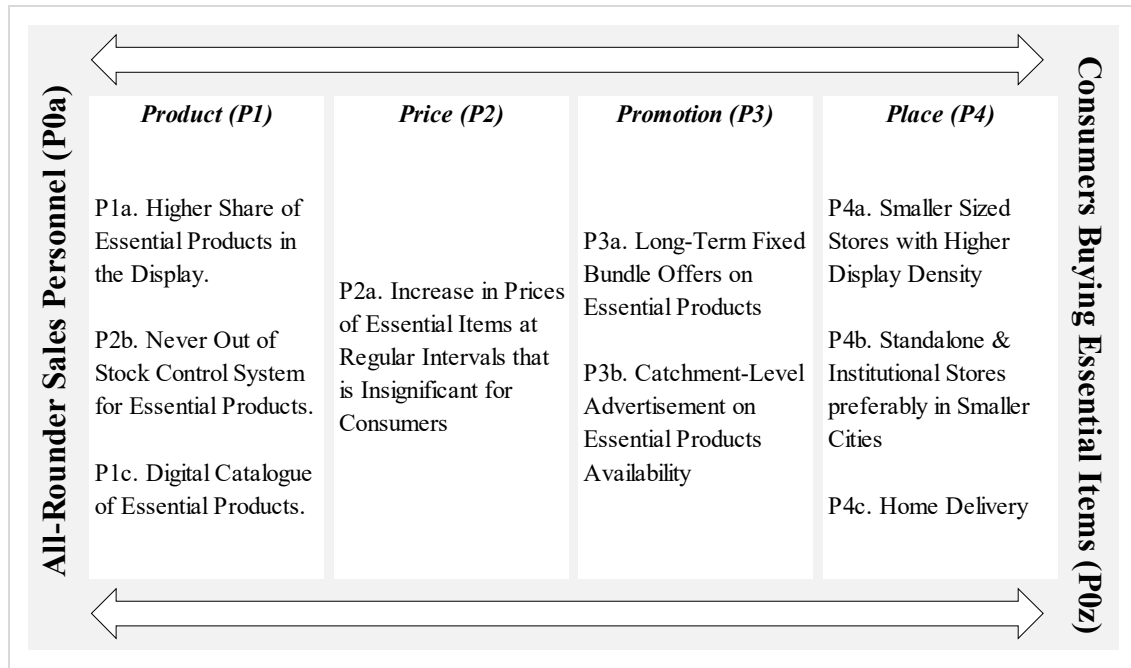 All-Rounder Sales Personnel (P0a)
Product (P1)
P1a. Higher Share of
Essential Products in
the Display.
P2b. Never Out of
Stock Control System
for Essential Products.
P1c. Digital Catalogue
of Essential Products.
Price (P2)
P2a. Increase in Prices
of Essential Items at
Regular Intervals that
is Insignificant for
Consumers
Promotion (P3)
P3a. Long-Term Fixed
Bundle Offers on
Essential Products
P3b. Catchment-Level
Advertisement on
Essential Products
Availability
Place (P4)
P4a. Smaller Sized
Stores with Higher
Display Density
P4b. Standalone &
Institutional Stores
preferably in Smaller
Cities
P4c. Home Delivery
Consumers Buying Essential Items (P0z)